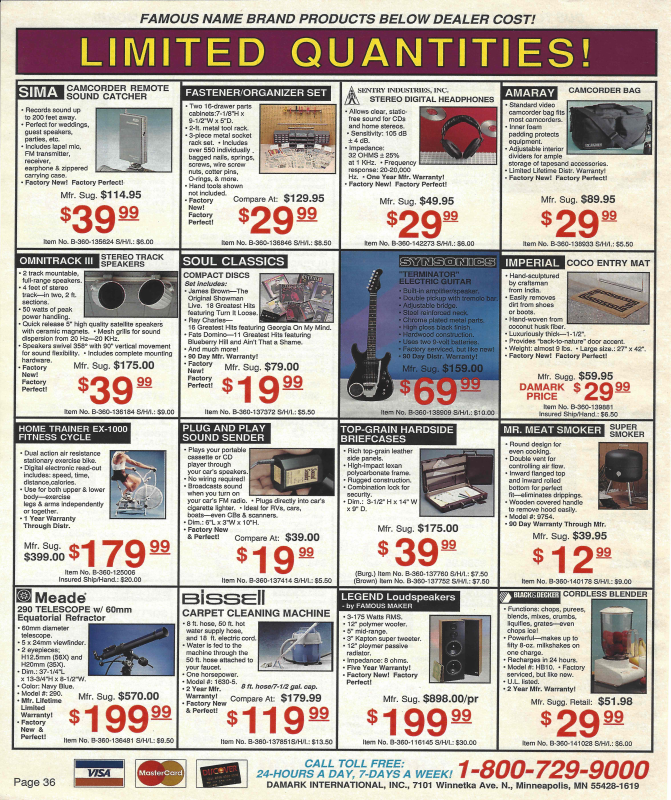 FAMOUS NAME BRAND PRODUCTS BELOW DEALER COST!
LIMITED QUANTITIES!
SIMA CAMCORDER REMOTE
SOUND CATCHER
• Records sound up
to 200 feet away.
• Perfect for weddings,
guest speakers,
parties, etc.
• Includes lapel mic,
FM transmitter,
receiver,
earphone & zippered
carrying case.
• Factory New! Factory Perfect!
Mfr. Sug. $114.95
$39 99
Item No. B-360-135624 S/H/I.: $6.00
FASTENER/ORGANIZER SET
• Two 16-drawer parts
cabinets:7-1/8"H x
9-1/2"W x 5"D.
• 2-ft. metal tool rack.
• 3-piece metal socket
rack set. • Includes
over 550 individually
bagged nails, springs,
screws, wire screw
nuts, cotter pins,
O-rings, & more.
• Hand tools shown
not included.
• Factory
New!
Factory
Perfect!
Compare At: $129.95
$29 99
Item No. B-360-136846 S/H/I.: $8.50
SENTRY INDUSTRIES, INC.
STEREO DIGITAL HEADPHONES
• Allows clear, static-
free sound for CDs
and home stereos.
• Sensitivity: 105 dB
± 4 dB.
• Impedance:
32 OHMS ± 25%
at 1 KHz. • Frequency
response: 20-20,000
Hz. • One Year Mfr. Warranty!
• Factory New! Factory Perfect!
Mfr. Sug. $49.95
$29 99
Item No. B-360-142273 S/H/I.: $6.00
AMARAY CAMCORDER BAG
• Standard video
camcorder bag fits
most camcorders.
• Inner foam
padding protects
equipment.
• Adjustable interior
dividers for ample
storage of tapesand accessories.
• Limited Lifetime Distr. Warranty!
• Factory New! Factory Perfect!
Mfr. Sug. $89.95
$29 99
Item No. B-360-138933 S/H/I.: $5.50
OMNITRACK III STEREO TRACK
SPEAKERS
• 2 track mountable,
full-range speakers.
• 4 feet of stereo
track—in two, 2 ft.
sections.
• 50 watts of peak
power handling.
• Quick release 5" high quality satellite speakers
with ceramic magnets. • Mesh grills for sound
dispersion from 20 Hz—20 KHz.
• Speakers swivel 358° with 90° vertical movement
for sound flexibility. • Includes complete mounting
hardware.
• Factory
New!
Factory
Perfect!
Mfr. Sug. $175.00
$39 99
Item No. B-360-136184 S/H/I.: $9.00
SOUL CLASSICS
COMPACT DISCS
Set includes:
• James Brown—The
Original Showman
Live. 18 Greatest Hits
featuring Turn It Loose.
• Ray Charles—
16 Greatest Hits featuring Georgia On My Mind.
• Fats Domino—11 Greatest Hits featuring
Blueberry Hill and Ain't That a Shame.
• And much more!
• 90 Day Mfr. Warranty!
• Factory
New!
Factory
Perfect!
Mfr. Sug. $79.00
$19 99
Item No. B-360-137372 S/H/I.: $5.50
SYNSONICS
"TERMINATOR"
ELECTRIC GUITAR
• Built-in amplifier/speaker.
• Double pickup with tremolo bar.
• Adjustable bridge.
• Steel reinforced neck.
• Chrome plated metal parts.
• High gloss black finish.
• Hardwood construction.
• Uses two 9-volt batteries.
• Factory serviced, but like new!
• 90 Day Distr. Warranty!
Mfr. Sug. $159.00
$69 99
Item No. B-360-138909 S/H/I.: $10.00
IMPERIAL COCO ENTRY MAT
• Hand-sculptured
by craftsman
from India.
• Easily removes
dirt from shoes
or boots.
• Hand-woven from
coconut husk fiber.
• Luxuriously thick—1-1/2".
• Provides "back-to-nature" door accent.
• Weight: almost 9 lbs. • Large size.: 27" x 42".
• Factory New! Factory Perfect!
Mfr. Sugg. $59.95
DAMARK
PRICE $29 99
Item No. B-360-139881
Insured Ship/Hand.: $6.50
HOME TRAINER EX-1000
FITNESS CYCLE
• Dual action air resistance
stationary exercise bike.
• Digital electronic read-out
includes: speed, time,
distance,calories.
• Use for both upper & lower
body—exercise
legs & arms independently
or together.
• 1 Year Warranty
Through Distr.
Mfr. Sug.
$399.00 $179 99
Item No. B-360-125006
Insured Ship/Hand.: $20.00
PLUG AND PLAY
SOUND SENDER
• Plays your portable
cassette or CD
player through
your car's speakers.
• No wiring required!
• Broadcasts sound
when you turn on
your car's FM radio. • Plugs directly into car's
cigarette lighter. • Ideal for RVs, cars,
boats—even CBs & scanners.
• Dim.: 6"L x 3"W x 10"H.
• Factory New
& Perfect!
Compare At: $39.00
$19 99
Item No. B-360-137414 S/H/I.: $5.50
TOP-GRAIN HARDSIDE
BRIEFCASES
• Rich top-grain leather
side panels.
• High-impact lexan
polycarbonate frame.
• Rugged construction.
• Combination lock for
security.
• Dim.: 3-1/2" H x 14" W
x 9" D.
Mfr. Sug. $175.00
$39 99
(Burg.) Item No. B-360-137760 S/H/I.: $7.50
(Brown) Item No. B-360-137752 S/H/I.: $7.50
MR. MEAT SMOKER SUPER
SMOKER
• Round design for
even cooking.
• Double vent for
controlling air flow.
• Inward flanged top
and inward rolled
bottom for perfect
fit—eliminates drippings.
• Wooden covered handle
to remove hood easily.
• Model #: 9754.
• 90 Day Warranty Through Mfr.
Mfr. Sug. $39.95
$12 99
Item No. B-360-140178 S/H/I.: $9.00
Meade
290 TELESCOPE w/ 60mm
Equatorial Refractor
• 60mm diameter
telescope.
• 5 x 24mm viewfinder.
• 2 eyepieces;
H12.5mm (56X) and
H20mm (35X).
• Dim.: 37-1/4"L
x 13-3/4"H x 8-1/2"W.
• Color: Navy Blue.
• Model #: 290.
• Mfr. Lifetime
Limited
Warranty!
• Factory
New &
Perfect!
Mfr. Sug. $570.00
$199 99
Item No. B-360-136481 S/H/I.: $9.50
BISSELL
CARPET CLEANING MACHINE
• 8 ft. hose, 50 ft. hot
water supply hose,
and 18 ft. electric cord.
• Water is fed to the
machine through the
50 ft. hose attached to
your faucet.
• One horsepower.
• Model #: 1630-5.
• 2 Year Mfr.
Warranty!
• Factory New
& Perfect!
8 ft. hose/7-1/2 gal. cap.
Compare At: $179.99
$119 99
Item No. B-360-137851S/H/I.: $13.50
LEGEND Loudspeakers
- by FAMOUS MAKER
• 3-175 Watts RMS.
• 12" polymer woofer.
• 5" mid-range.
• 3" Kapton super tweeter.
• 12" plymer passive
radiator.
• Impedance: 8 ohms.
• Five Year Mfr. Warranty!
• Factory New! Factory
Perfect!
Mfr. Sug. $898.00/pr
$199 99
Item No. B-360-116145 S/H/I.: $30.00
BLACK & DECKER CORDLESS BLENDER
• Functions: chops, purees,
blends, mixes, crumbs,
liquifies, grates—even
chops ice!
• Powerful—makes up to
fifty 8-oz. milkshakes on
one charge.
• Recharges in 24 hours.
• Model #: HB10. • Factory
serviced, but like new.
• U.L. listed.
• 2 Year Mfr. Warranty!
Mfr. Sugg. Retail: $51.98
$29 99
Item No. B-360-141028 S/H/I.: $6.00
Page 36
VISA
MasterCard
DISCOVER
CALL TOLL FREE:
24-HOURS A DAY, 7-DAYS A WEEK! 1-800-729-9000
DAMARK INTERNATIONAL, INC., 7101 Winnetka Ave. N., Minneapolis, MN 55428-1619